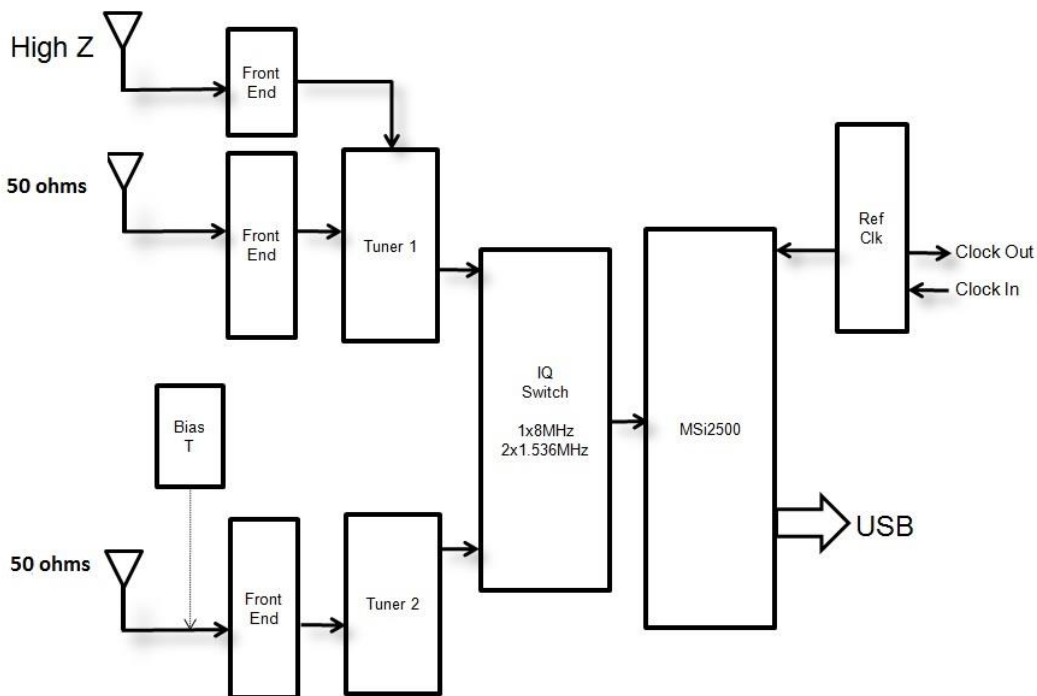 High Z
Front
End
50 ohms
Front
End
Tuner 1
Ref
Clk
Clock Out
Clock In
IQ
Switch
1x8MHz
2x1.536MHz
MSi2500
Bias
T
USB
50 ohms
Front
End
Tuner 2